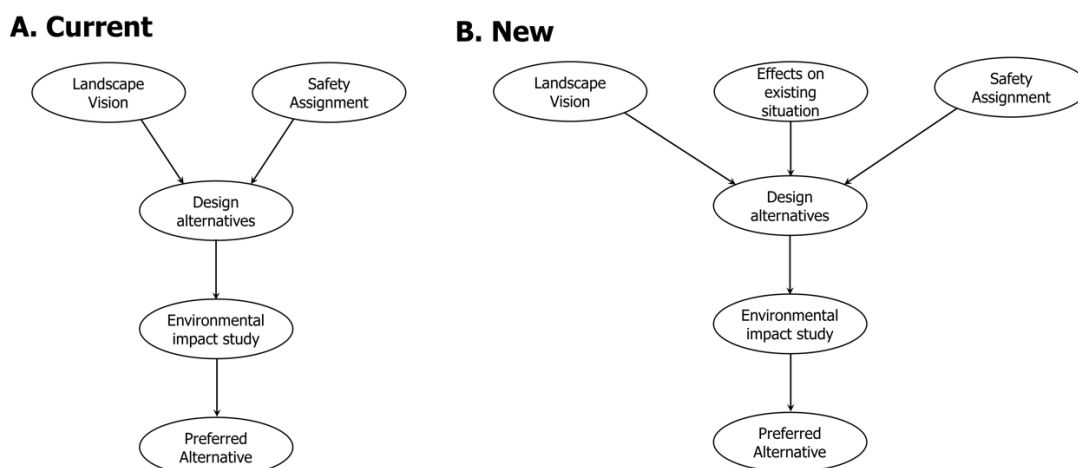 A. Current
Landscape
Vision
Safety
Assignment
Design
alternatives
Environmental
impact study
Preferred
Alternative
B. New
Landscape
Vision
Effects on
existing
situation
Safety
Assignment
Design
alternatives
Environmental
impact study
Preferred
Alternative